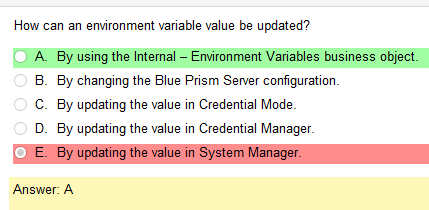 How can an environment variable value be updated?
A. By using the Internal – Environment Variables business object.
B. By changing the Blue Prism Server configuration.
C. By updating the value in Credential Mode.
D. By updating the value in Credential Manager.
E. By updating the value in System Manager.
Answer: A